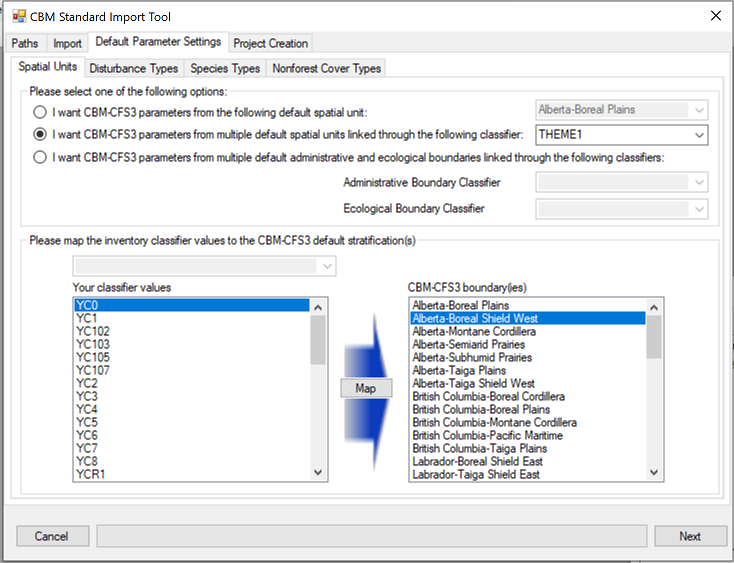 CBM Standard Import Tool
Paths Import Default Parameter Settings Project Creation
Spatial Units Disturbance Types Species Types Nonforest Cover Types
Please select one of the following options:
I want CBM-CFS3 parameters from the following default spatial unit: Alberta-Boreal Plains
I want CBM-CFS3 parameters from multiple default spatial units linked through the following classifier: THEME1
I want CBM-CFS3 parameters from multiple default administrative and ecological boundaries linked through the following classifiers:
Administrative Boundary Classifier
Ecological Boundary Classifier
Please map the inventory classifier values to the CBM-CFS3 default stratification(s)
Your classifier values
YC0
YC1
YC102
YC103
YC105
YC107
YC2
YC3
YC4
YC5
YC6
YC7
YC8
YCR1
Map
CBM-CFS3 boundary(ies)
Alberta-Boreal Plains
Alberta-Boreal Shield West
Alberta-Montane Cordillera
Alberta-Semiarid Prairies
Alberta-Subhumid Prairies
Alberta-Taiga Plains
Alberta-Taiga Shield West
British Columbia-Boreal Cordillera
British Columbia-Boreal Plains
British Columbia-Montane Cordillera
British Columbia-Pacific Maritime
British Columbia-Taiga Plains
Labrador-Boreal Shield East
Labrador-Taiga Shield East
Cancel Next